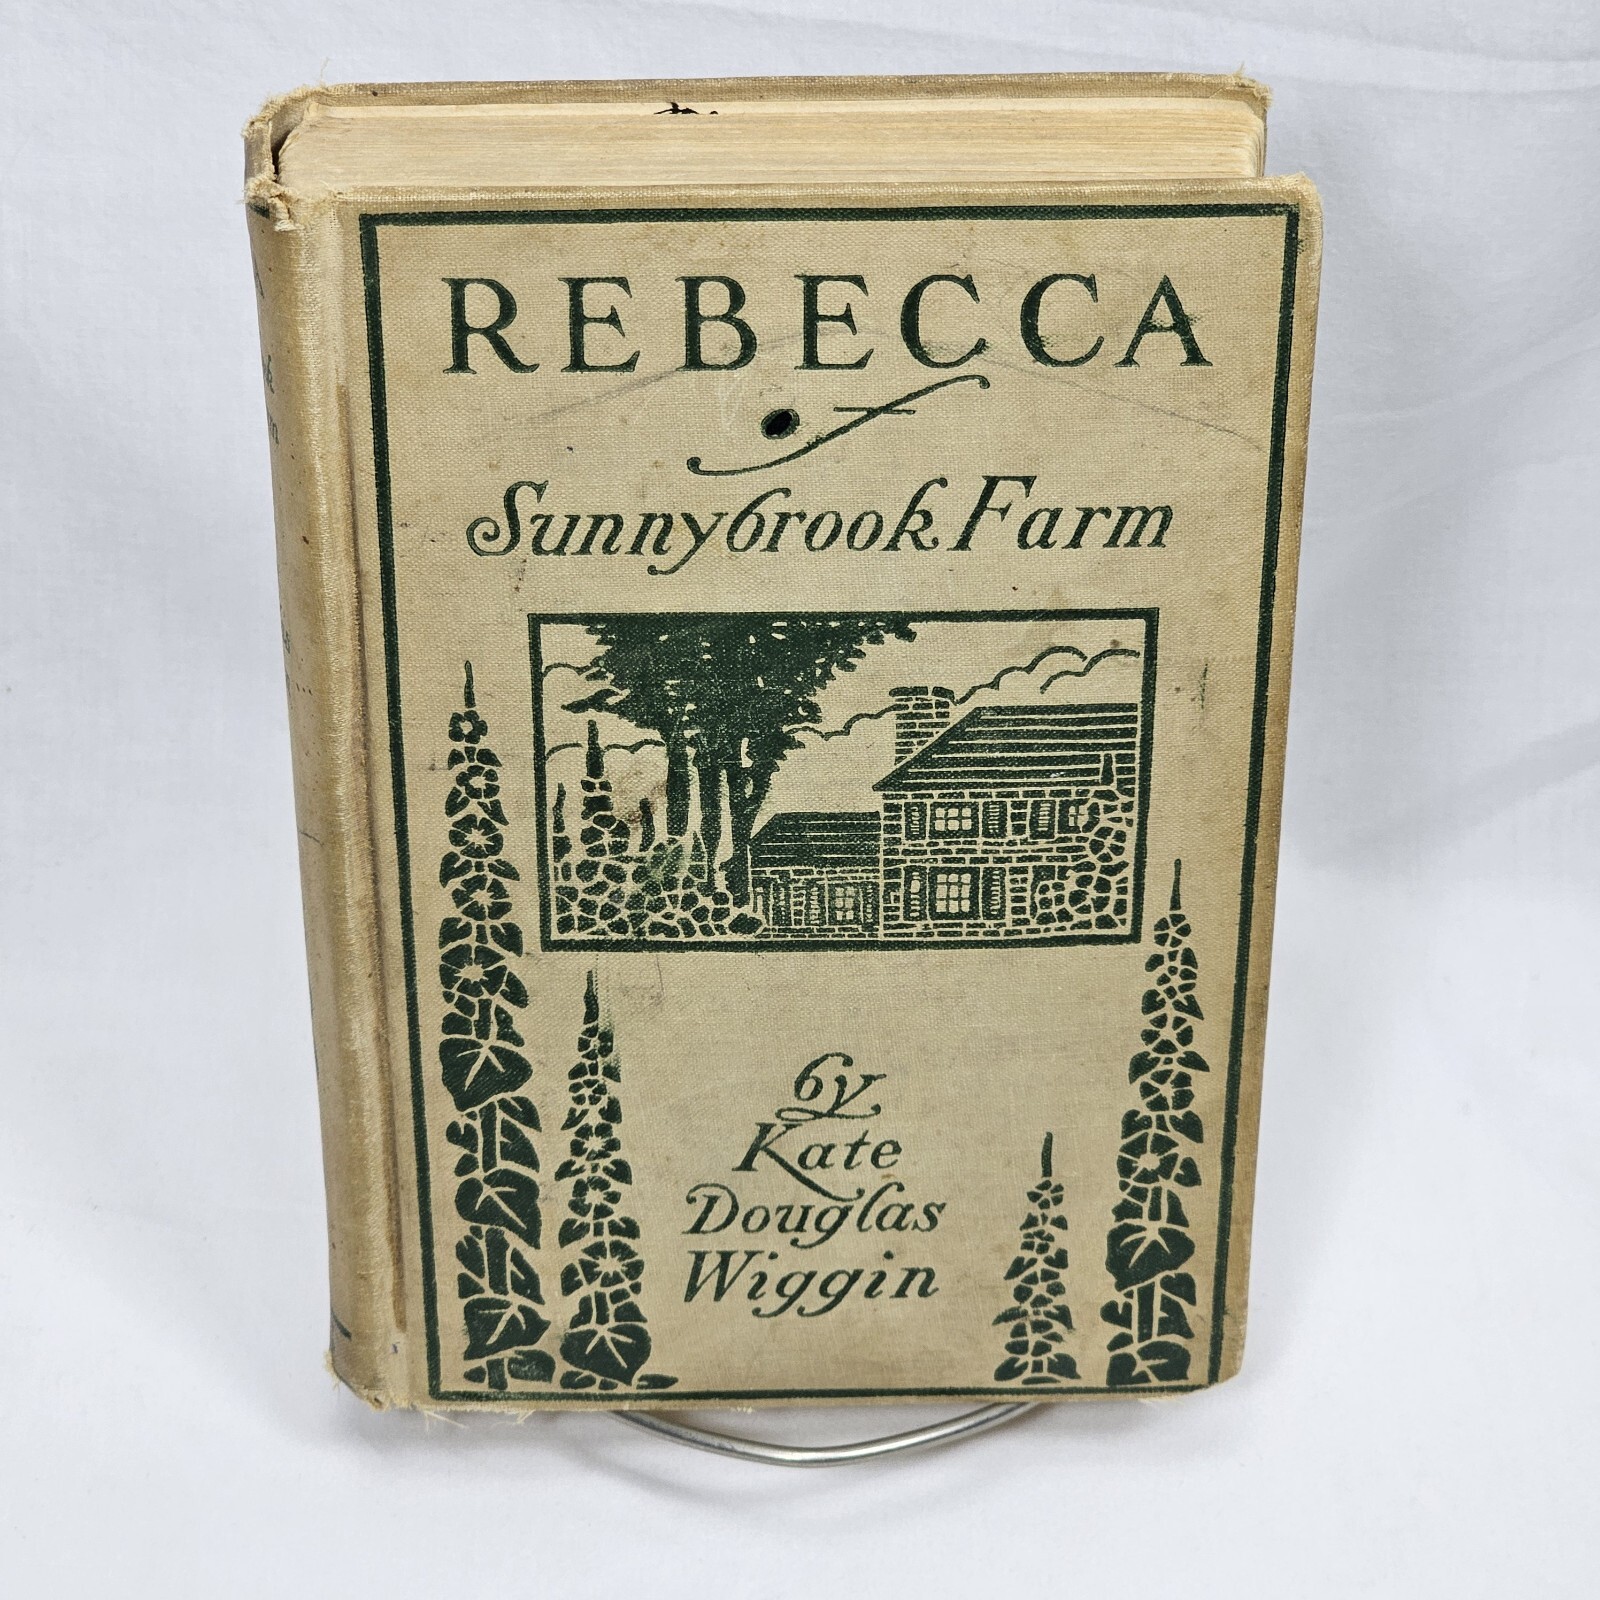 REBECCA
of
Sunnybrook Farm
by
Kate
Douglas
Wiggin